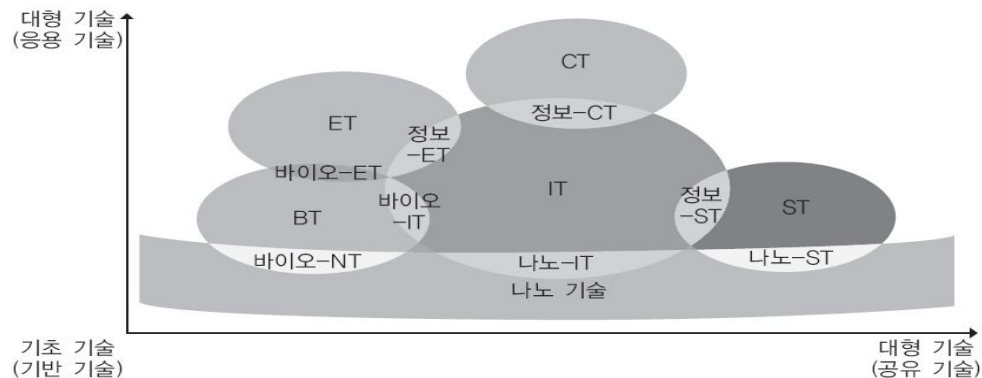 대형 기술
(응용 기술)
CT
정보-CT
ET
정보
-ET
바이오-ET
바이오
-IT
IT
정보
-ST
ST
BT
바이오-NT
나노-IT
나노-ST
나노 기술
기초 기술
(기반 기술)
대형 기술
(공유 기술)